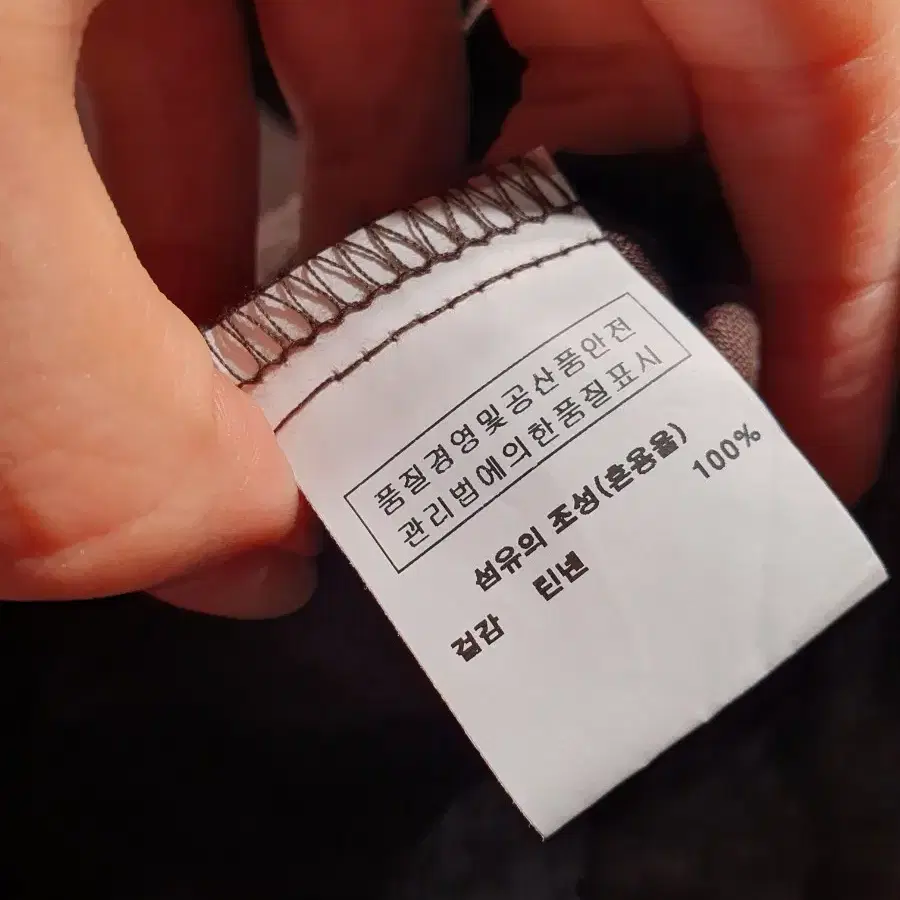 품질경영및공산품안전
관리법에의한품질표시
섬유의 조성(혼용율)
겉감 린넨 100%